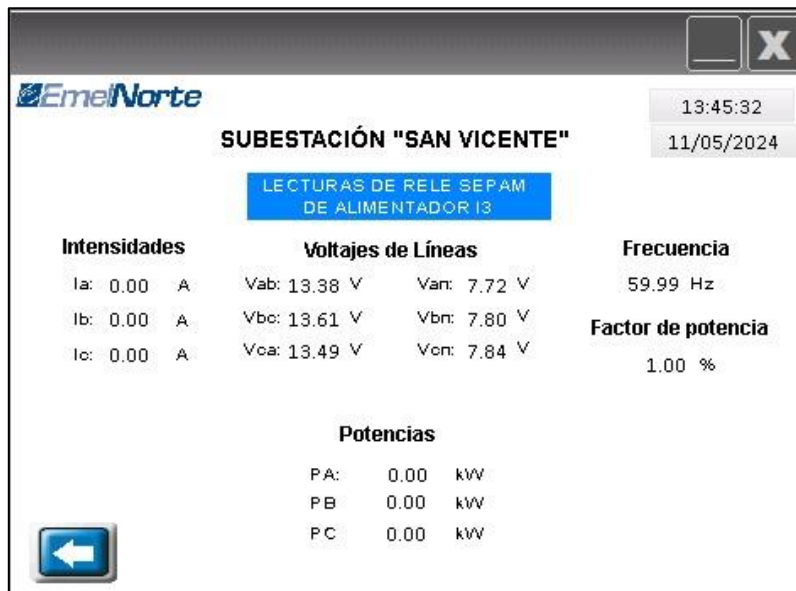 EmelNorte
13:45:32
SUBESTACIÓN "SAN VICENTE"
11/05/2024
LECTURAS DE RELE SEPAM
DE ALIMENTADOR I3
Intensidades Voltajes de Líneas Frecuencia
Ia: 0.00 A Vab: 13.38 V Van: 7.72 V 59.99 Hz
Ib: 0.00 A Vbc: 13.61 V Vbn: 7.80 V
Factor de potencia
Ic: 0.00 A Vca: 13.49 V Vcn: 7.84 V
1.00 %
Potencias
PA: 0.00 kW
PB 0.00 kW
PC 0.00 kW